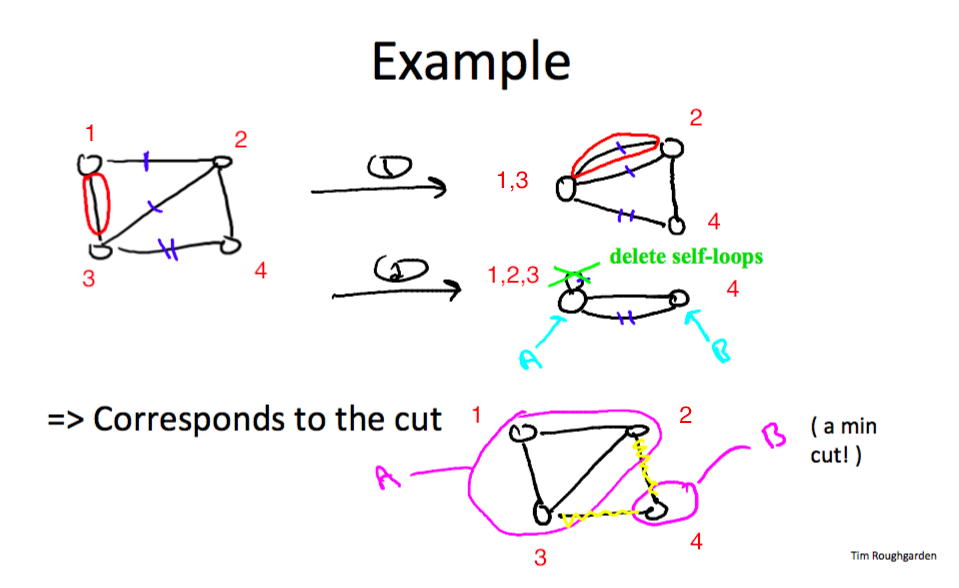 Example
1
2
3
4
①
1,3
2
4
②
1,2,3
delete self-loops
4
A
B
=> Corresponds to the cut
1
2
3
4
A
B
( a min
cut! )
Tim Roughgarden